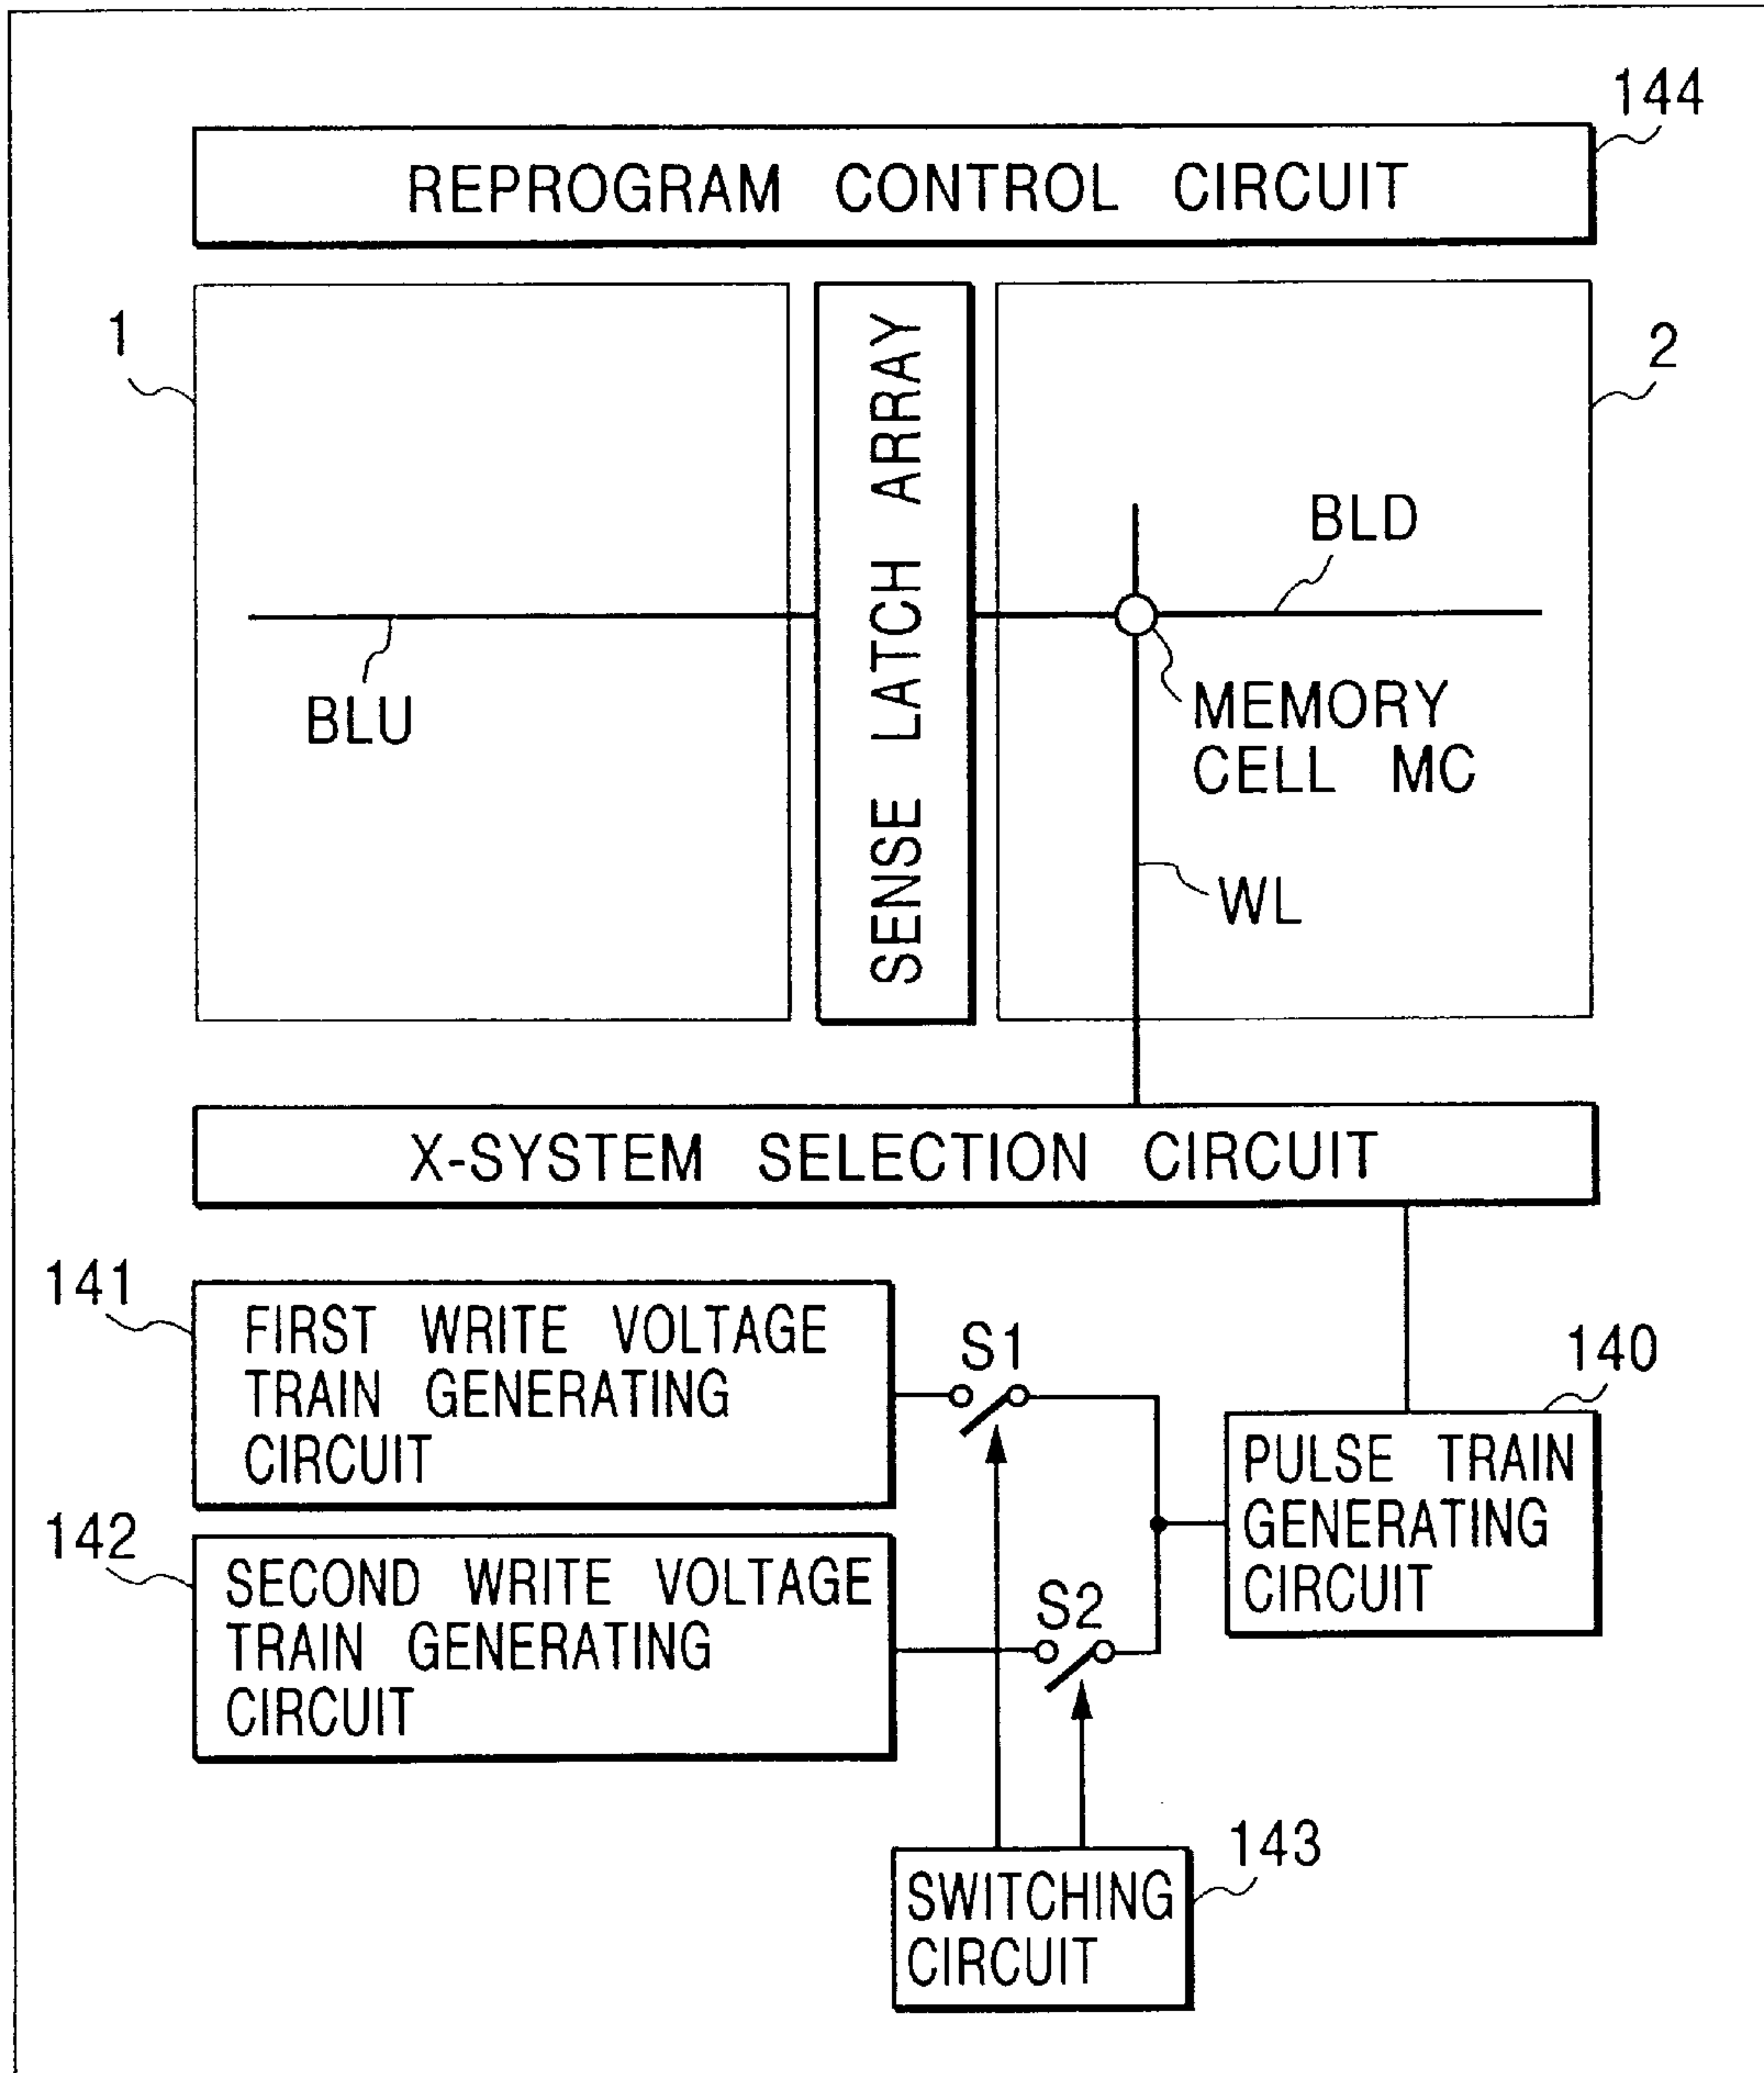 144
REPROGRAM CONTROL CIRCUIT
1
2
SENSE LATCH ARRAY
BLD
BLU
MEMORY
CELL MC
WL
X-SYSTEM SELECTION CIRCUIT
141
FIRST WRITE VOLTAGE
TRAIN GENERATING
CIRCUIT
S1
140
PULSE TRAIN
GENERATING
CIRCUIT
142
SECOND WRITE VOLTAGE
TRAIN GENERATING
CIRCUIT
S2
143
SWITCHING
CIRCUIT